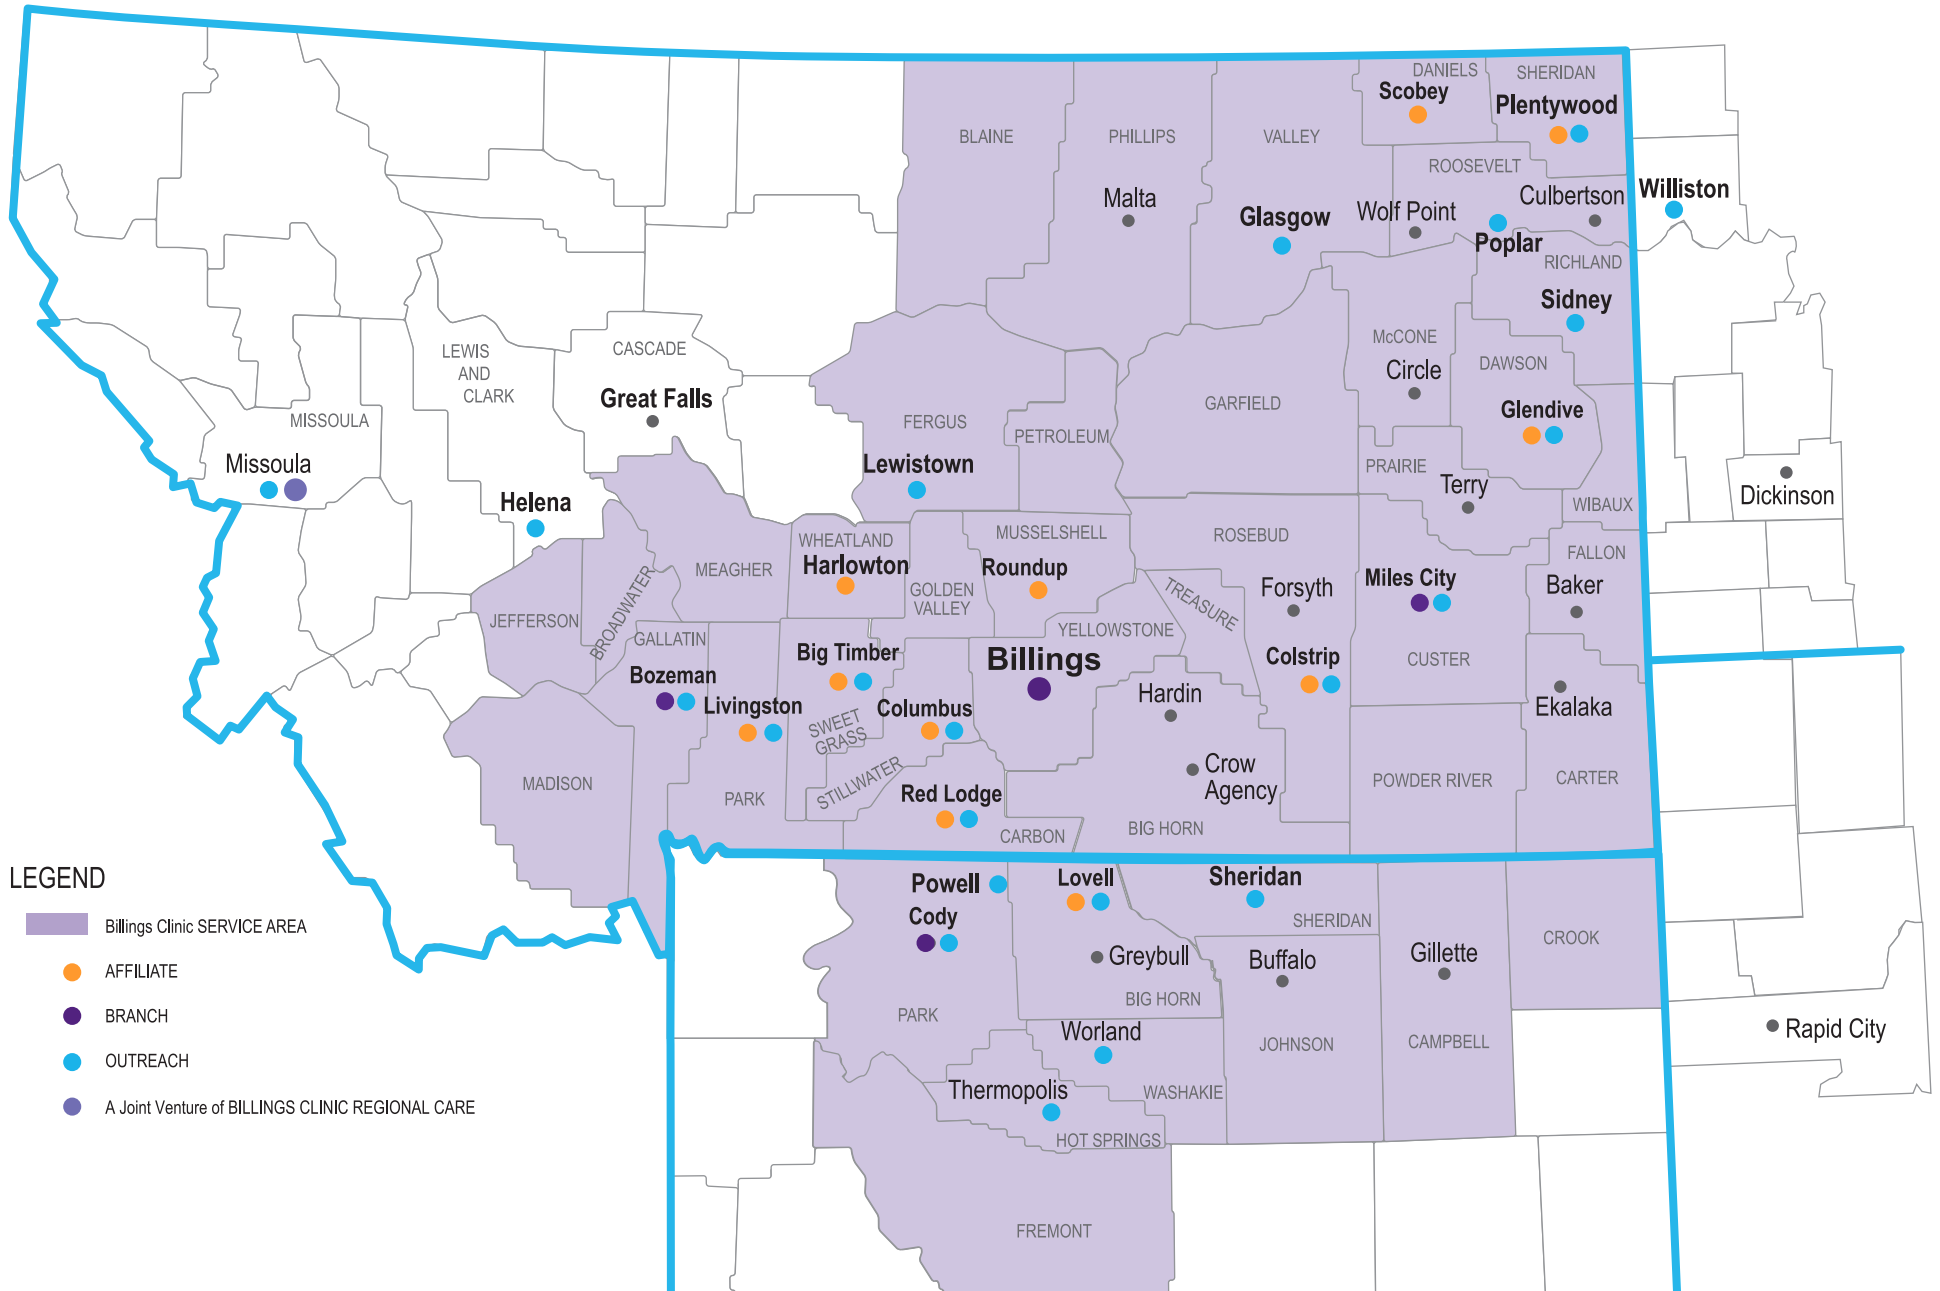 DANIELS
SHERIDAN
Scobey
Plentywood
BLAINE
PHILLIPS
VALLEY
ROOSEVELT
Malta
Glasgow
Wolf Point
Culbertson
Williston
Poplar
RICHLAND
Sidney
LEWIS
AND
CLARK
CASCADE
McCONE
Circle
DAWSON
Great Falls
MISSOULA
FERGUS
PETROLEUM
GARFIELD
Glendive
Missoula
Lewistown
PRAIRIE
Terry
WIBAUX
Dickinson
Helena
WHEATLAND
Harlowton
MUSSELSHELL
Roundup
ROSEBUD
FALLON
MEAGHER
GOLDEN
VALLEY
TREASURE
Forsyth
Miles City
Baker
JEFFERSON
BROADWATER
GALLATIN
YELLOWSTONE
Big Timber
Billings
Colstrip
CUSTER
Bozeman
Livingston
Columbus
Hardin
Ekalaka
SWEET
GRASS
MADISON
PARK
STILLWATER
Crow
Agency
POWDER RIVER
CARTER
Red Lodge
CARBON
BIG HORN
Powell
Lovell
Sheridan
Cody
SHERIDAN
CROOK
Greybull
Buffalo
Gillette
BIG HORN
PARK
Worland
JOHNSON
CAMPBELL
Rapid City
Thermopolis
WASHAKIE
HOT SPRINGS
FREMONT
LEGEND
Billings Clinic SERVICE AREA
AFFILIATE
BRANCH
OUTREACH
A Joint Venture of BILLINGS CLINIC REGIONAL CARE